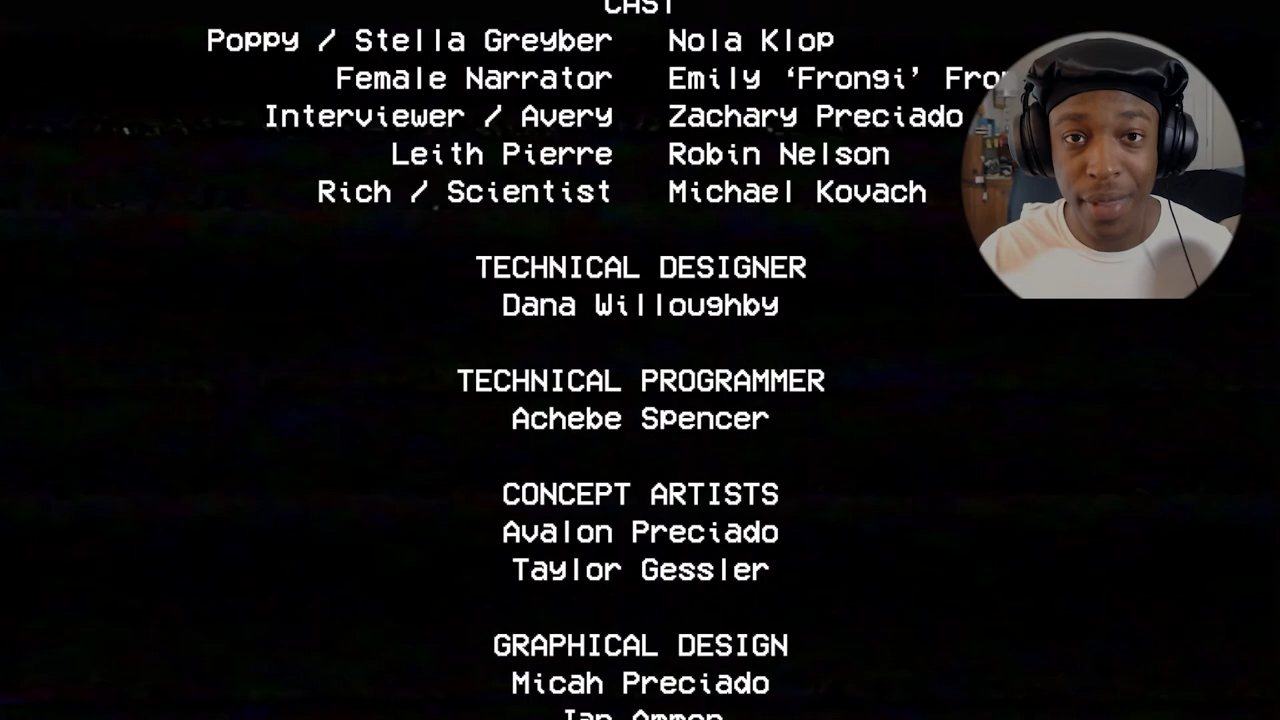 CAST
Poppy / Stella Greyber Nola Klop
Female Narrator Emily ‘Frongi’
Interviewer / Avery Zachary Preciado
Leith Pierre Robin Nelson
Rich / Scientist Michael Kovach
TECHNICAL DESIGNER
Dana Willoughby
TECHNICAL PROGRAMMER
Achebe Spencer
CONCEPT ARTISTS
Avalon Preciado
Taylor Gessler
GRAPHICAL DESIGN
Micah Preciado